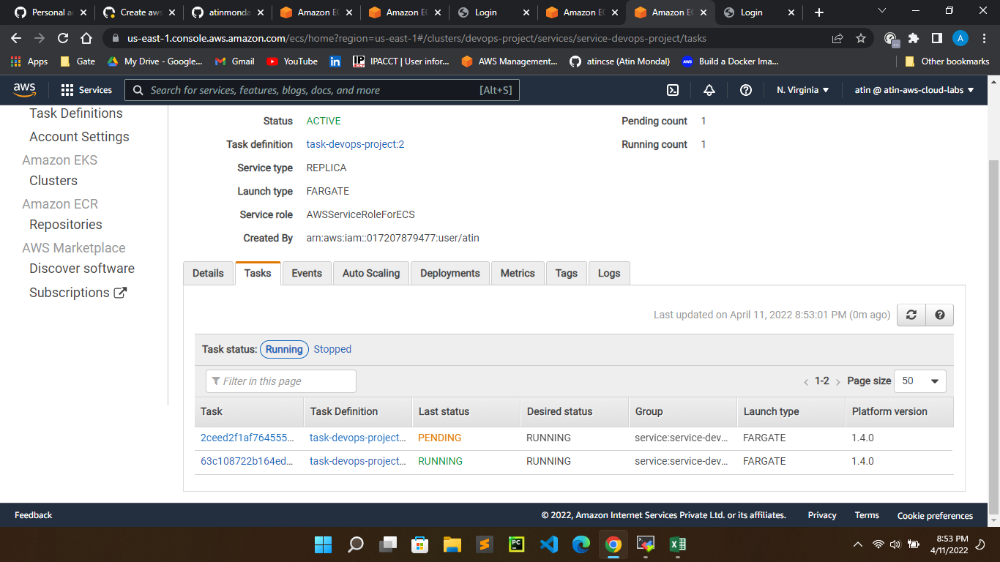 Personal ac
Create aws
atinmonda
Amazon EC
Amazon EC
Login
Amazon EC
Amazon EC
Login
us-east-1.console.aws.amazon.com/ecs/home?region=us-east-1#/clusters/devops-project/services/service-devops-project/tasks
A
Apps Gate My Drive - Google... Gmail YouTube IPACCT | User infor... AWS Management... atincse (Atin Mondal) Build a Docker Ima... Other bookmarks
aws Services Search for services, features, blogs, docs, and more [Alt+S] N. Virginia atin @ atin-aws-cloud-labs
Task Definitions
Account Settings
Amazon EKS
Clusters
Amazon ECR
Repositories
AWS Marketplace
Discover software
Subscriptions
Status ACTIVE
Task definition task-devops-project:2
Service type REPLICA
Launch type FARGATE
Service role AWSServiceRoleForECS
Created By arn:aws:iam::017207879477:user/atin
Pending count 1
Running count 1
Details Tasks Events Auto Scaling Deployments Metrics Tags Logs
Last updated on April 11, 2022 8:53:01 PM (0m ago)
Task status: Running Stopped
Filter in this page 1-2 Page size 50
Task Task Definition Last status Desired status Group Launch type Platform version
2ceed2f1af764555... task-devops-project... PENDING RUNNING service:service-dev... FARGATE 1.4.0
63c108722b164ed... task-devops-project... RUNNING RUNNING service:service-dev... FARGATE 1.4.0
Feedback © 2022, Amazon Internet Services Private Ltd. or its affiliates. Privacy Terms Cookie preferences
8:53 PM
4/11/2022